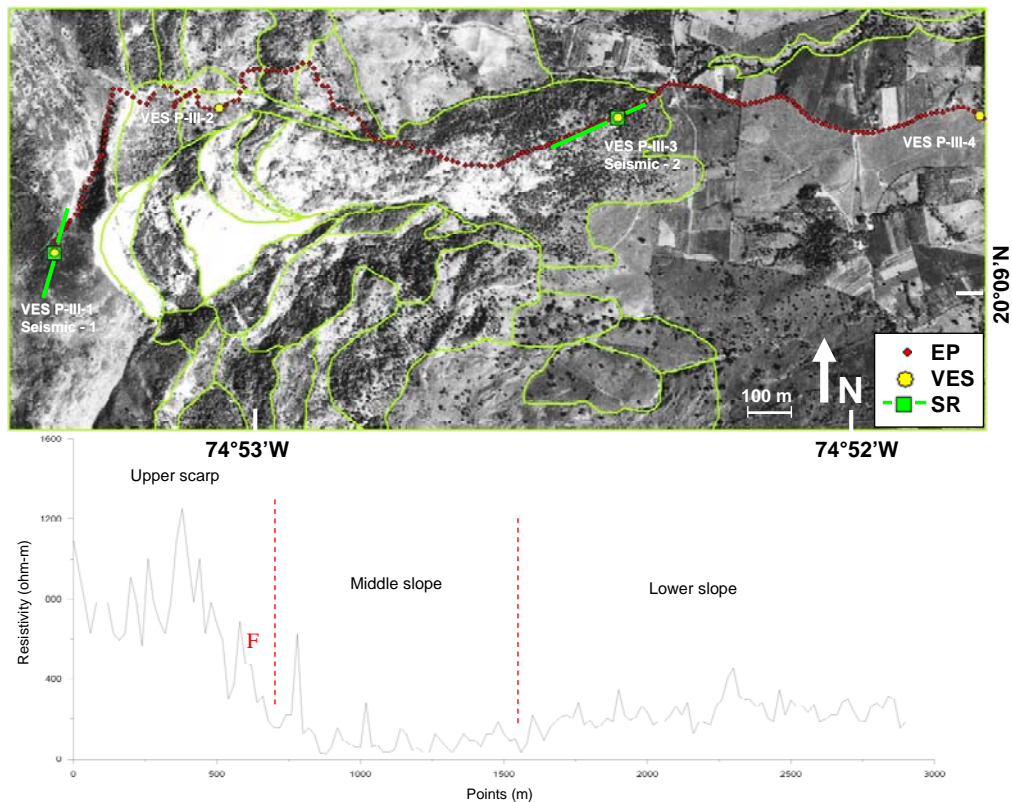 VES P-III-2
VES P-III-3
Seismic - 2
VES P-III-4
VES P-III-1
Seismic - 1
20°09'N
EP
VES
SR
100 m
N
74°53'W
74°52'W
1600
1200
800
400
0
Resistivity (ohm-m)
Upper scarp
F
Middle slope
Lower slope
0
500
1000
1500
2000
2500
3000
Points (m)